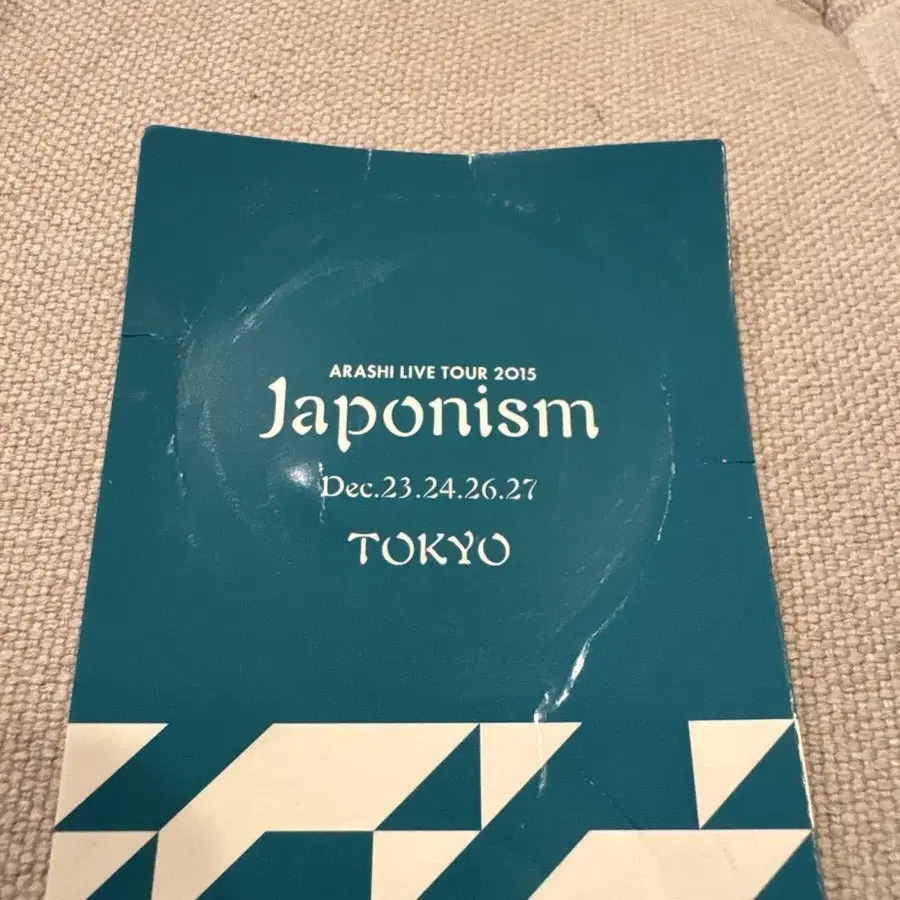 ARASHI LIVE TOUR 2015
Japonism
Dec.23.24.26.27
TOKYO